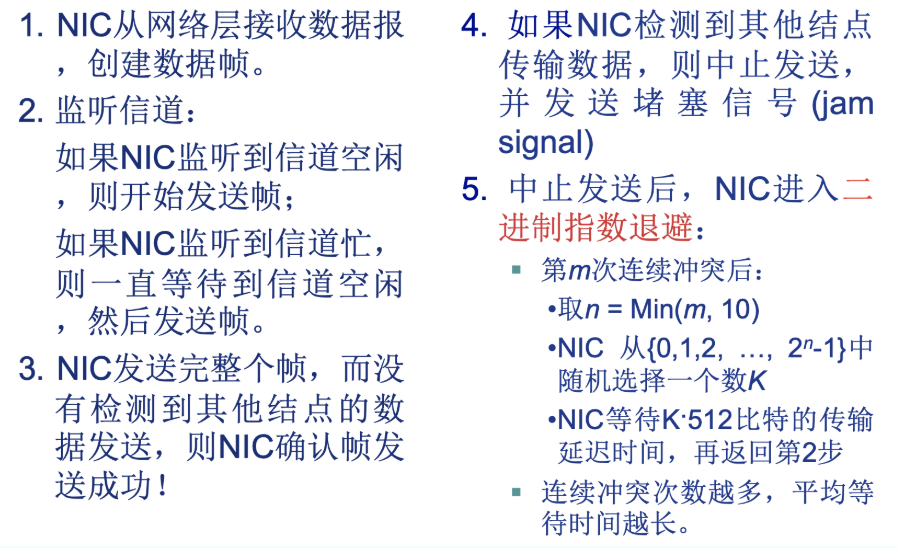 1. NIC从网络层接收数据报
，创建数据帧。
2. 监听信道：
如果NIC监听到信道空闲
，则开始发送帧；
如果NIC监听到信道忙，
则一直等待到信道空闲
，然后发送帧。
3. NIC发送完整个帧，而没
有检测到其他结点的数
据发送，则NIC确认帧发
送成功！
4. 如果NIC检测到其他结点
传输数据，则中止发送，
并发送堵塞信号(jam
signal)
5. 中止发送后，NIC进入二
进制指数退避：
▪ 第m次连续冲突后：
•取n = Min(m, 10)
•NIC 从{0,1,2, …, 2ⁿ-1}中
随机选择一个数K
•NIC等待K·512比特的传输
延迟时间，再返回第2步
▪ 连续冲突次数越多，平均等
待时间越长。